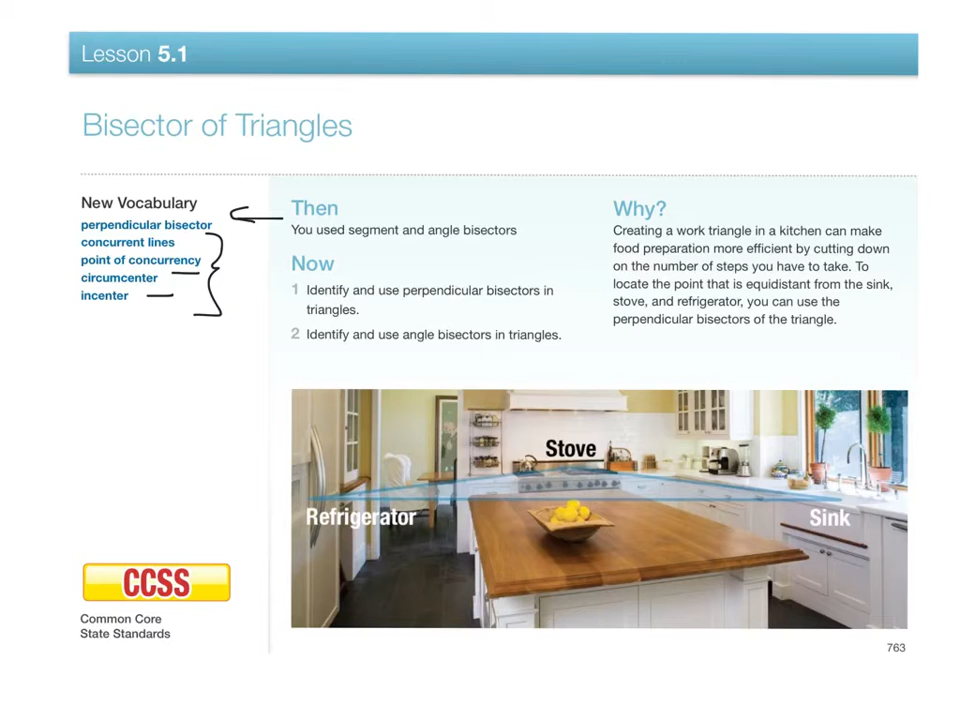 Lesson 5.1
Bisector of Triangles
New Vocabulary
perpendicular bisector
concurrent lines
point of concurrency
circumcenter
incenter
Then
You used segment and angle bisectors
Now
1 Identify and use perpendicular bisectors in
triangles.
2 Identify and use angle bisectors in triangles.
Why?
Creating a work triangle in a kitchen can make
food preparation more efficient by cutting down
on the number of steps you have to take. To
locate the point that is equidistant from the sink,
stove, and refrigerator, you can use the
perpendicular bisectors of the triangle.
Stove
Refrigerator
Sink
CCSS
Common Core
State Standards
763